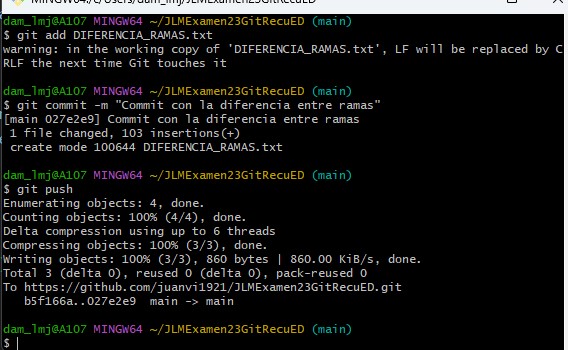 MINGW64:/c/Users/dam_lmj/JLMExamen23GitRecuED
dam_lmj@A107 MINGW64 ~/JLMExamen23GitRecuED (main)
$ git add DIFERENCIA_RAMAS.txt
warning: in the working copy of 'DIFERENCIA_RAMAS.txt', LF will be replaced by C
RLF the next time Git touches it
dam_lmj@A107 MINGW64 ~/JLMExamen23GitRecuED (main)
$ git commit -m "Commit con la diferencia entre ramas"
[main 027e2e9] Commit con la diferencia entre ramas
1 file changed, 103 insertions(+)
create mode 100644 DIFERENCIA_RAMAS.txt
dam_lmj@A107 MINGW64 ~/JLMExamen23GitRecuED (main)
$ git push
Enumerating objects: 4, done.
Counting objects: 100% (4/4), done.
Delta compression using up to 6 threads
Compressing objects: 100% (3/3), done.
Writing objects: 100% (3/3), 860 bytes | 860.00 KiB/s, done.
Total 3 (delta 0), reused 0 (delta 0), pack-reused 0
To https://github.com/juanvi1921/JLMExamen23GitRecuED.git
b5f166a..027e2e9 main -> main
dam_lmj@A107 MINGW64 ~/JLMExamen23GitRecuED (main)
$